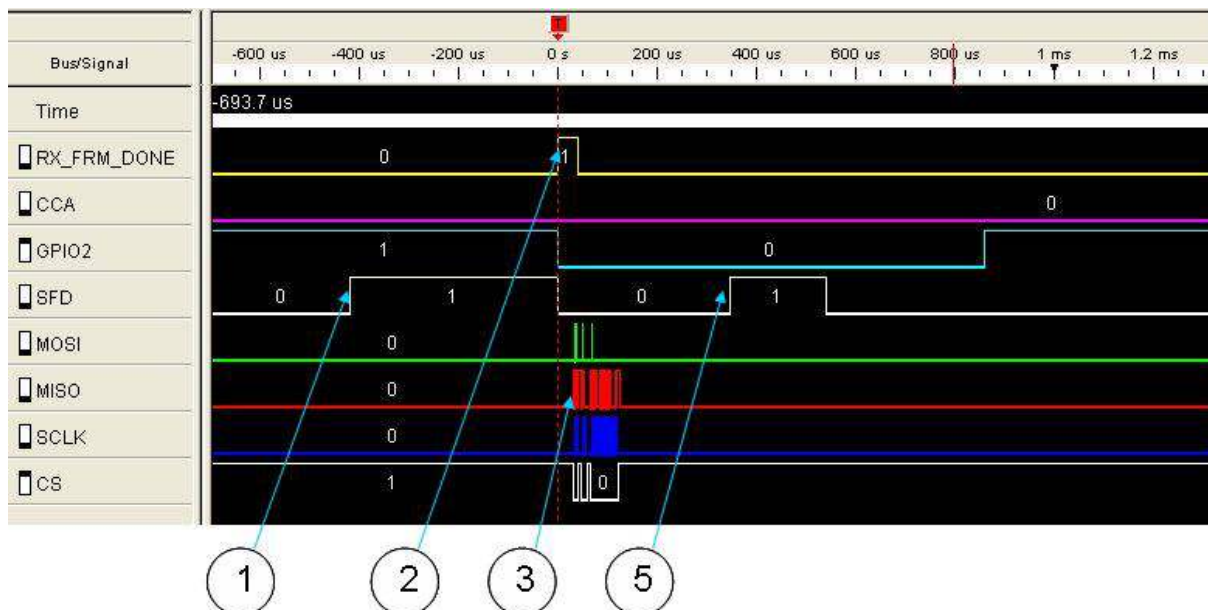 T
-600 us -400 us -200 us 0 s 200 us 400 us 600 us 800 us 1 ms 1.2 ms
Bus/Signal
Time -693.7 us
RX_FRM_DONE 0 1
CCA 0
GPIO2 1 0
SFD 0 1 0 1
MOSI 0
MISO 0
SCLK 0
CS 1 0
1 2 3 5